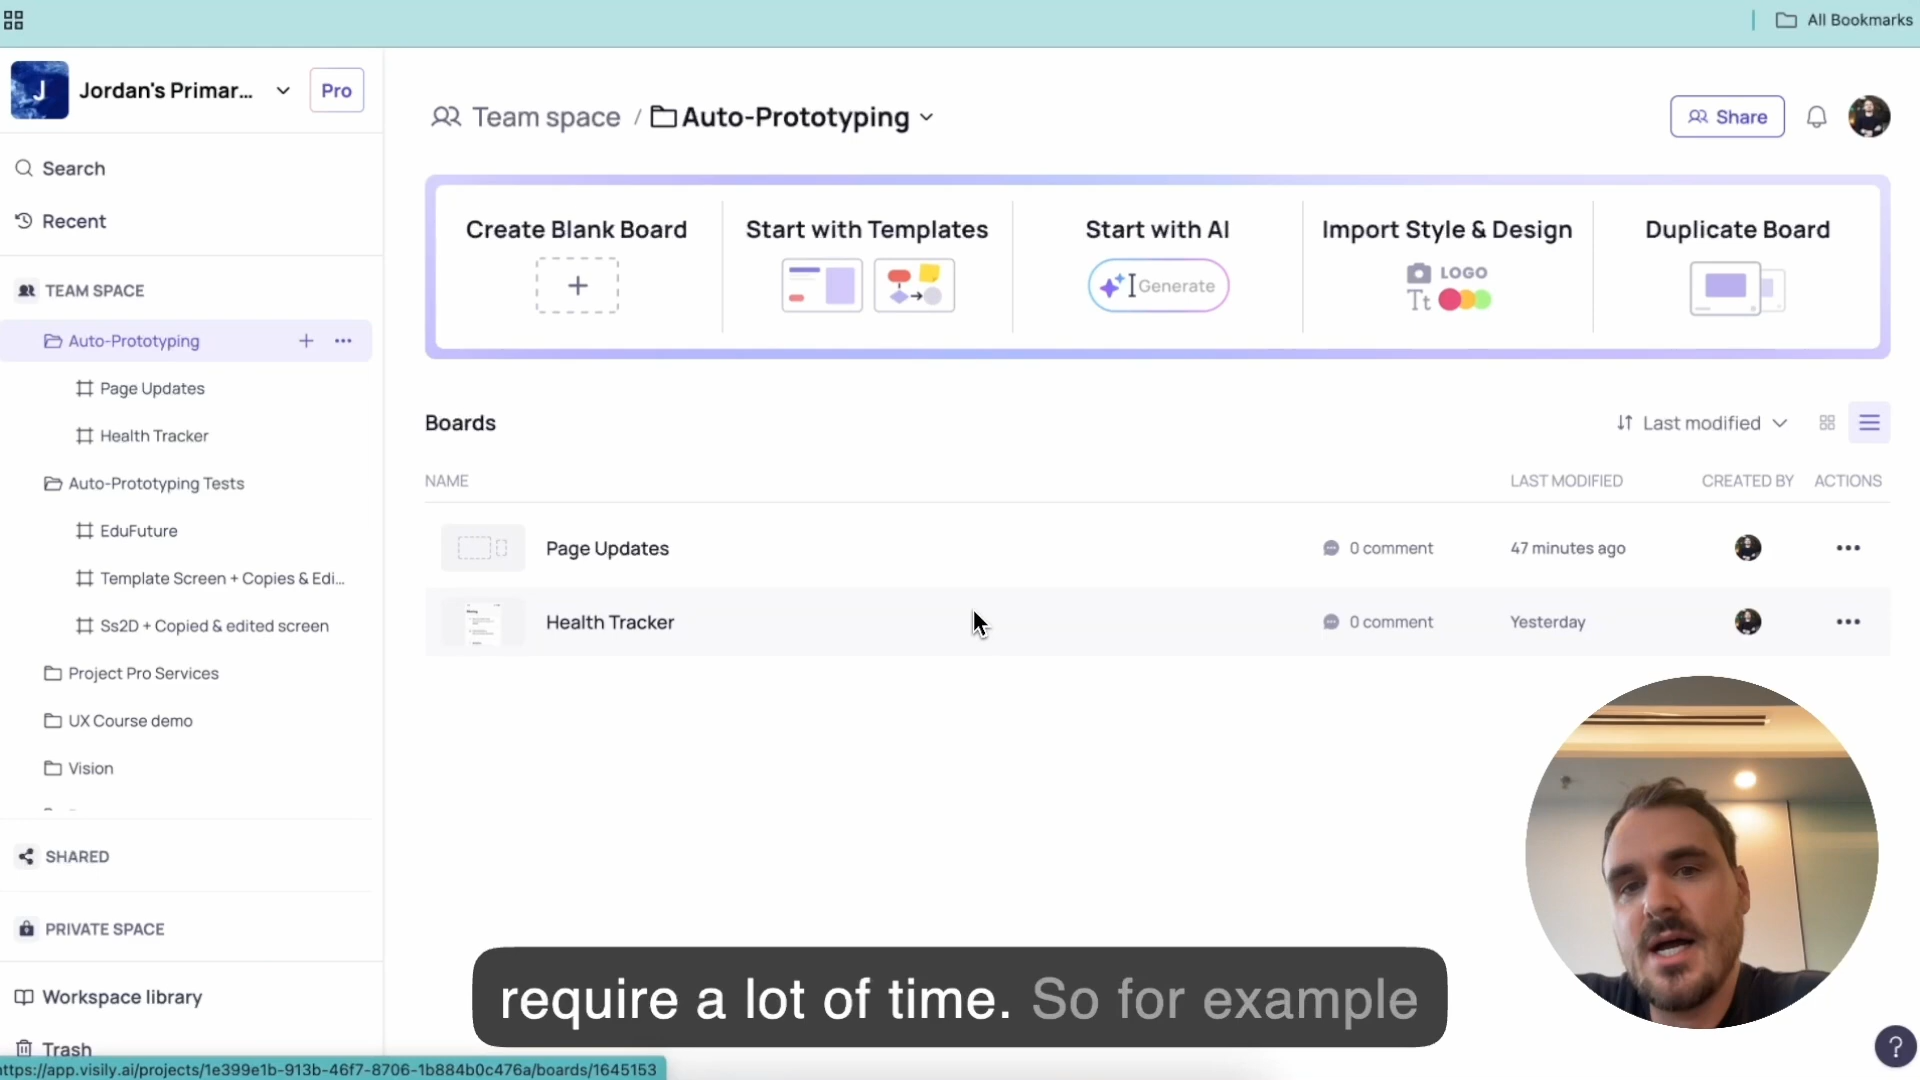 All Bookmarks
J
Jordan's Primar...
Pro
Search
Recent
TEAM SPACE
Auto-Prototyping
Page Updates
Health Tracker
Auto-Prototyping Tests
EduFuture
Template Screen + Copies & Edi...
Ss2D + Copied & edited screen
Project Pro Services
UX Course demo
Vision
SHARED
PRIVATE SPACE
Workspace library
Trash
Team space / Auto-Prototyping
Share
Create Blank Board
Start with Templates
Start with AI
Generate
Import Style & Design
LOGO
Tt
Duplicate Board
Boards
Last modified
NAME LAST MODIFIED CREATED BY ACTIONS
Page Updates 0 comment 47 minutes ago
Health Tracker 0 comment Yesterday
require a lot of time. So for example
?
ttps://app.visily.ai/projects/1e399e1b-913b-46f7-8706-1b884b0c476a/boards/1645153